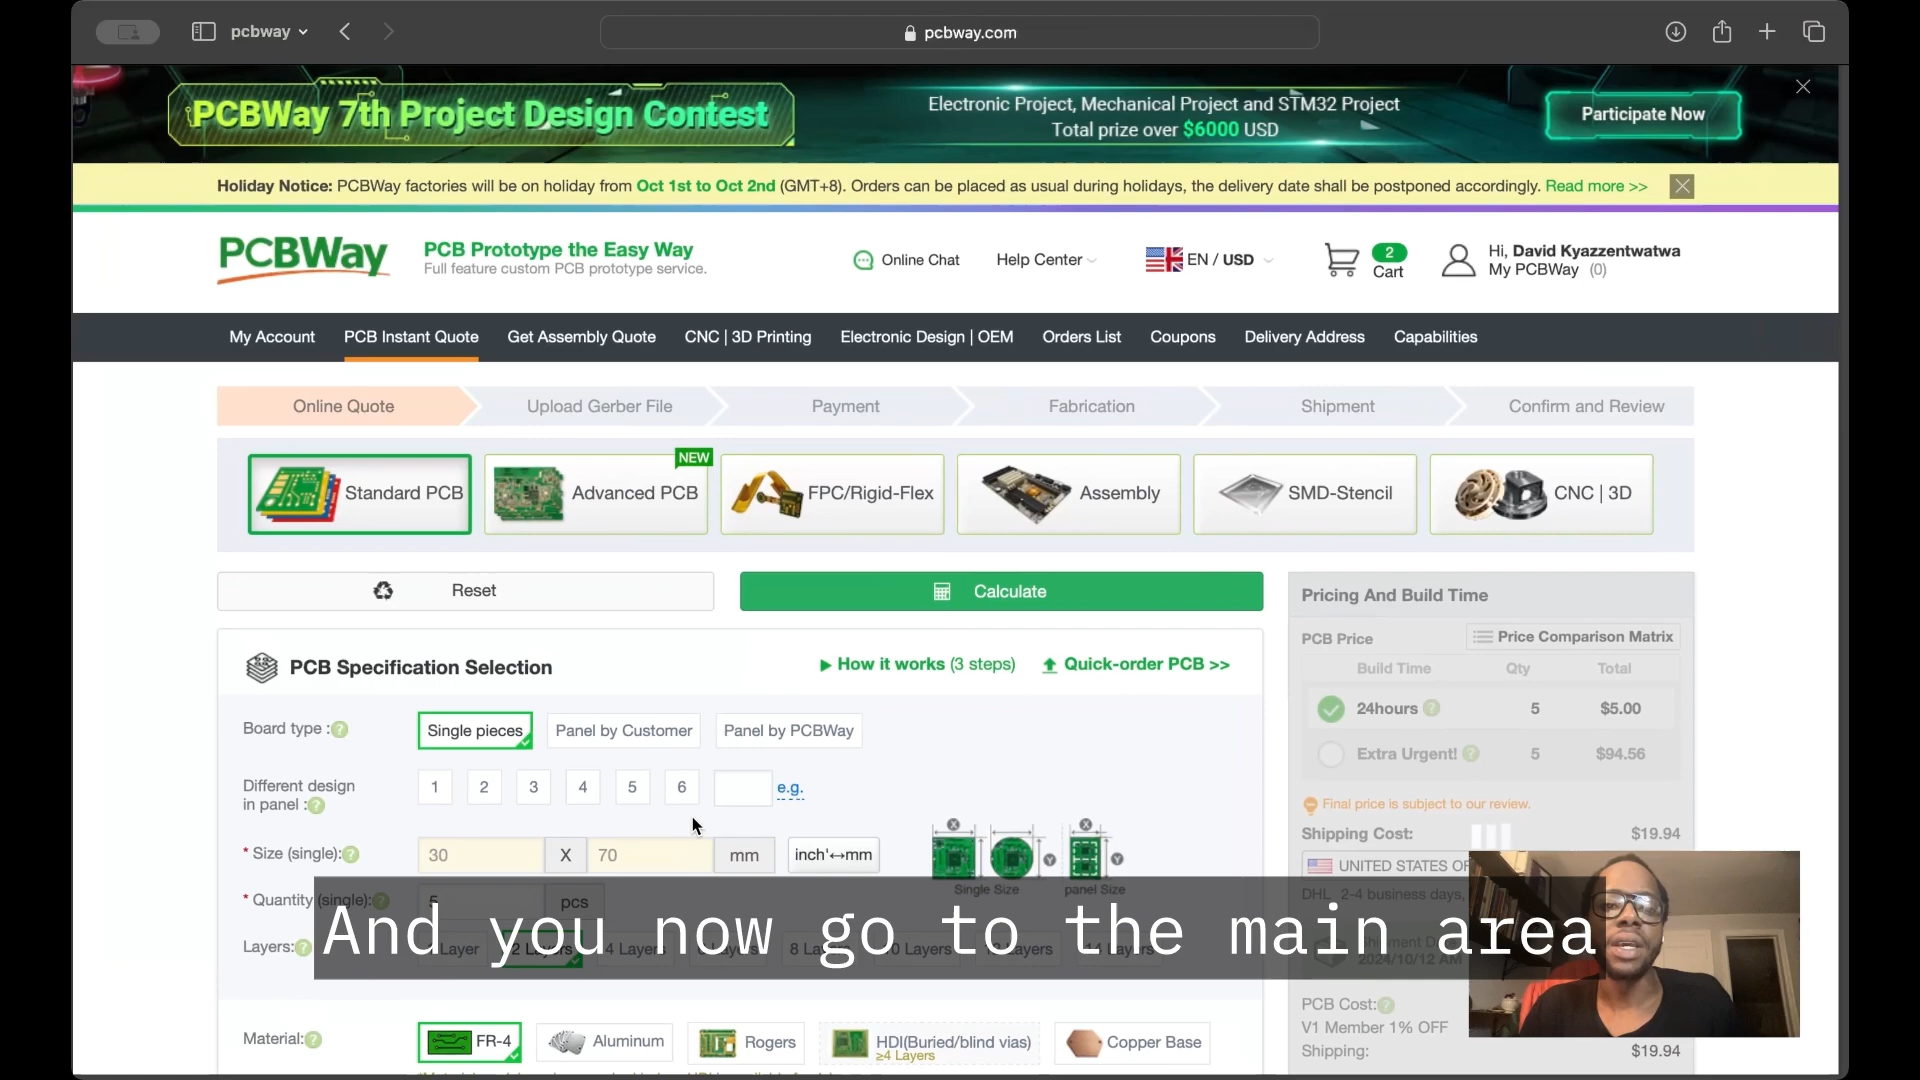 pcbway
pcbway.com
PCBWay 7th Project Design Contest
Electronic Project, Mechanical Project and STM32 Project
Total prize over $6000 USD
Participate Now
Holiday Notice: PCBWay factories will be on holiday from Oct 1st to Oct 2nd (GMT+8). Orders can be placed as usual during holidays, the delivery date shall be postponed accordingly. Read more >>
PCBWay
PCB Prototype the Easy Way
Full feature custom PCB prototype service.
Online Chat
Help Center
EN / USD
2
Cart
Hi, David Kyazzentwatwa
My PCBWay (0)
My Account PCB Instant Quote Get Assembly Quote CNC | 3D Printing Electronic Design | OEM Orders List Coupons Delivery Address Capabilities
Online Quote Upload Gerber File Payment Fabrication Shipment Confirm and Review
NEW
Standard PCB Advanced PCB FPC/Rigid-Flex Assembly SMD-Stencil CNC | 3D
Reset
Calculate
Pricing And Build Time
PCB Price
Price Comparison Matrix
Build Time Qty Total
24hours 5 $5.00
Extra Urgent! 5 $94.56
Final price is subject to our review.
Shipping Cost: $19.94
UNITED STATES OF
DHL, 2-4 business days,
2024/10/12
PCB Cost:
V1 Member 1% OFF
Shipping: $19.94
PCB Specification Selection
How it works (3 steps)
Quick-order PCB >>
Board type : Single pieces Panel by Customer Panel by PCBWay
Different design
in panel : 1 2 3 4 5 6 e.g.
* Size (single): 30 X 70 mm inch'↔mm
X X Y Y
Single Size panel Size
* Quantity (single): 5 pcs
Layers: Layer 2 Layers 4 Layers 8 Layers
And you now go to the main area
Material: FR-4 Aluminum Rogers HDI(Buried/blind vias) Copper Base
≥4 Layers